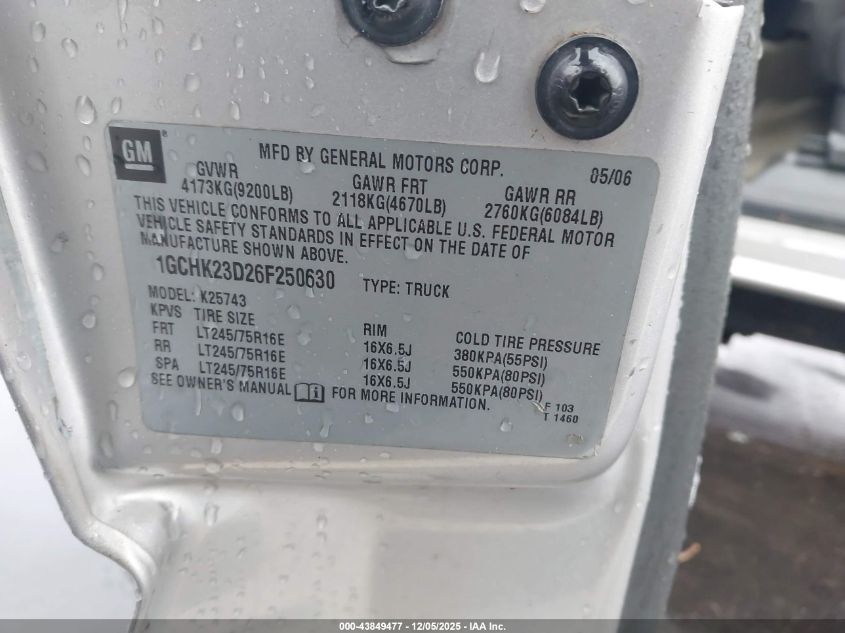 GM ®
MFD BY GENERAL MOTORS CORP. 05/06
GVWR GAWR FRT GAWR RR
4173KG(9200LB) 2118KG(4670LB) 2760KG(6084LB)
THIS VEHICLE CONFORMS TO ALL APPLICABLE U.S. FEDERAL MOTOR
VEHICLE SAFETY STANDARDS IN EFFECT ON THE DATE OF
MANUFACTURE SHOWN ABOVE.
1GCHK23D26F250630 TYPE: TRUCK
MODEL: K25743
KPVS TIRE SIZE RIM COLD TIRE PRESSURE
FRT LT245/75R16E 16X6.5J 380KPA(55PSI)
RR LT245/75R16E 16X6.5J 550KPA(80PSI)
SPA LT245/75R16E 16X6.5J 550KPA(80PSI)
SEE OWNER'S MANUAL FOR MORE INFORMATION.
F 103
T 1460
000-43849477 - 12/05/2025 - IAA Inc.